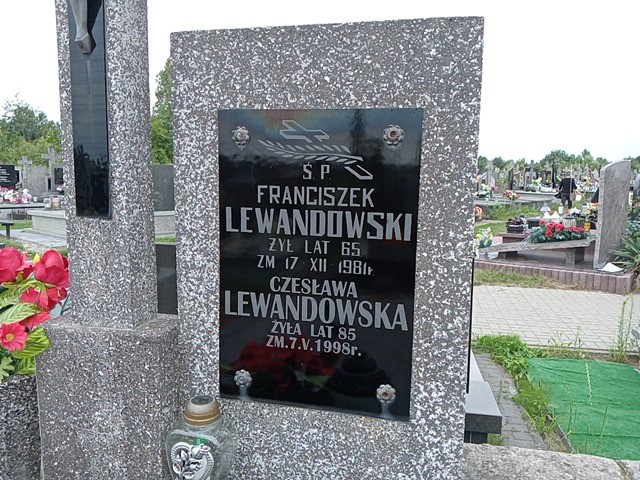 Ś P
FRANCISZEK
LEWANDOWSKI
ŻYŁ LAT 65
ZM 17 XII 1981r
CZESŁAWA
LEWANDOWSKA
ŻYŁA LAT 85
ZM.7.V.1998r.